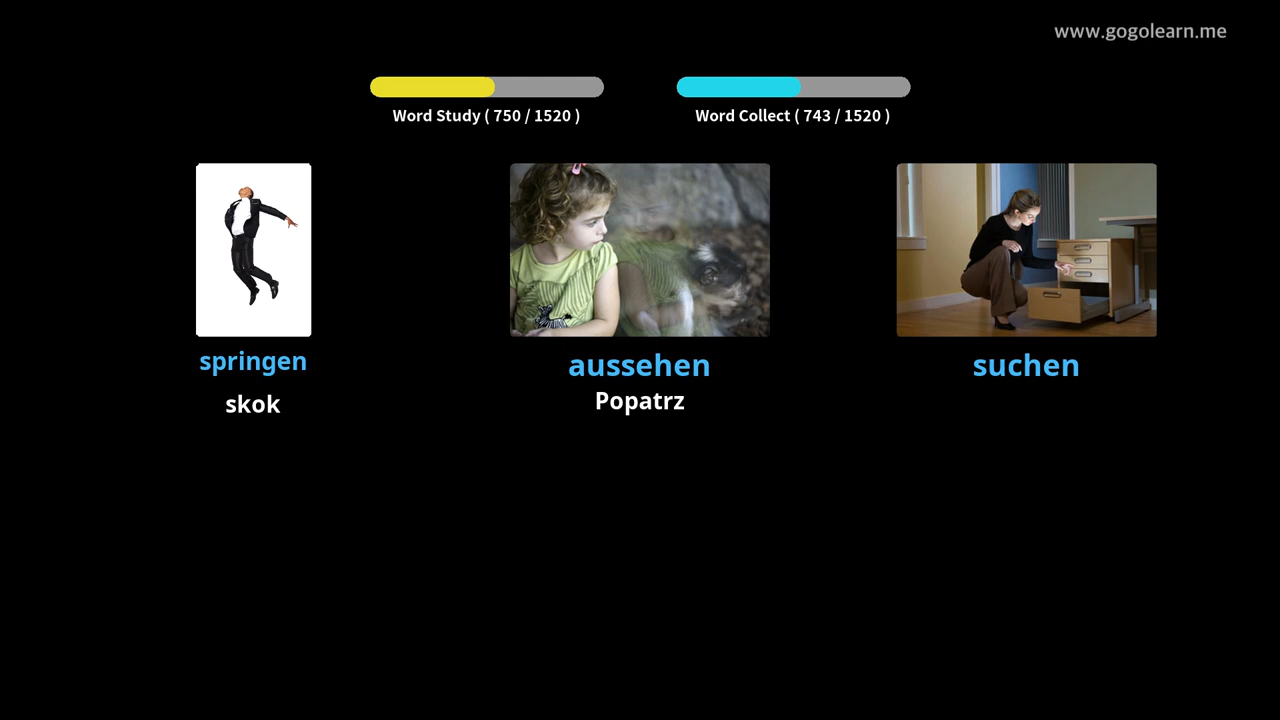 www.gogolearn.me
Word Study ( 750 / 1520 )
Word Collect ( 743 / 1520 )
springen
skok
aussehen
Popatrz
suchen